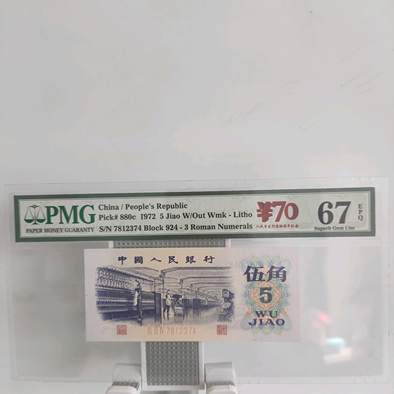 PMG
PAPER MONEY GUARANTY
China / People's Republic
Pick# 880c 1972 5 Jiao W/Out Wmk - Litho
S/N 7812374 Block 924 - 3 Roman Numerals
¥70
67 EPQ
Superb Gem Unc
中國人民銀行
伍角
5
WU
JIAO
7812374